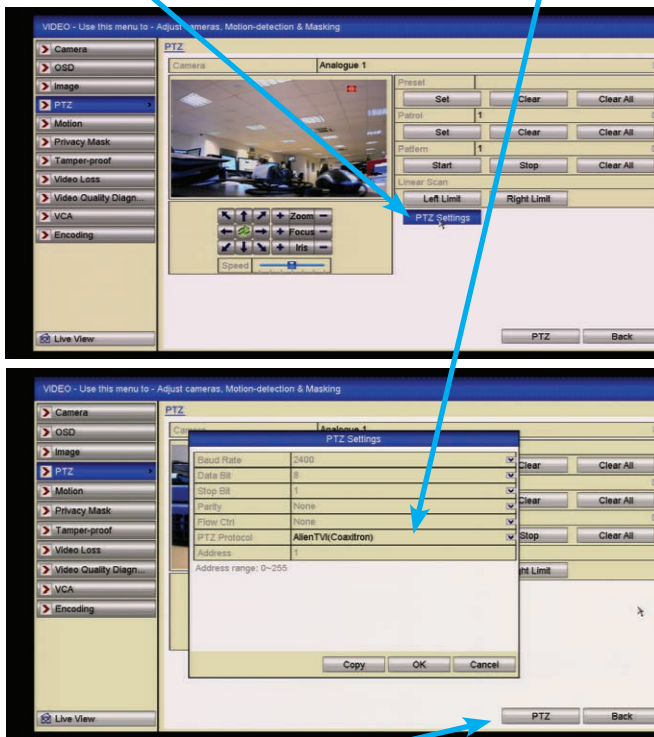 VIDEO - Use this menu to - Adjust cameras, Motion-detection & Masking
Camera
OSD
Image
PTZ
Motion
Privacy Mask
Tamper-proof
Video Loss
Video Quality Diagn...
VCA
Encoding
Live View
PTZ
Camera Analogue 1
Preset
Set Clear Clear All
Patrol 1
Set Clear Clear All
Pattern 1
Start Stop Clear All
Linear Scan
Left Limit Right Limit
PTZ Settings
+ Zoom -
+ Focus -
+ Iris -
Speed
PTZ Back
VIDEO - Use this menu to - Adjust cameras, Motion-detection & Masking
Camera
OSD
Image
PTZ
Motion
Privacy Mask
Tamper-proof
Video Loss
Video Quality Diagn...
VCA
Encoding
Live View
PTZ
Analogue 1
PTZ Settings
Baud Rate 2400
Data Bit 8
Stop Bit 1
Parity None
Flow Ctrl None
PTZ Protocol AlienTVI(Coaxitron)
Address 1
Address range: 0~255
Copy OK Cancel
Clear Clear All
Clear Clear All
Stop Clear All
ght Limit
PTZ Back